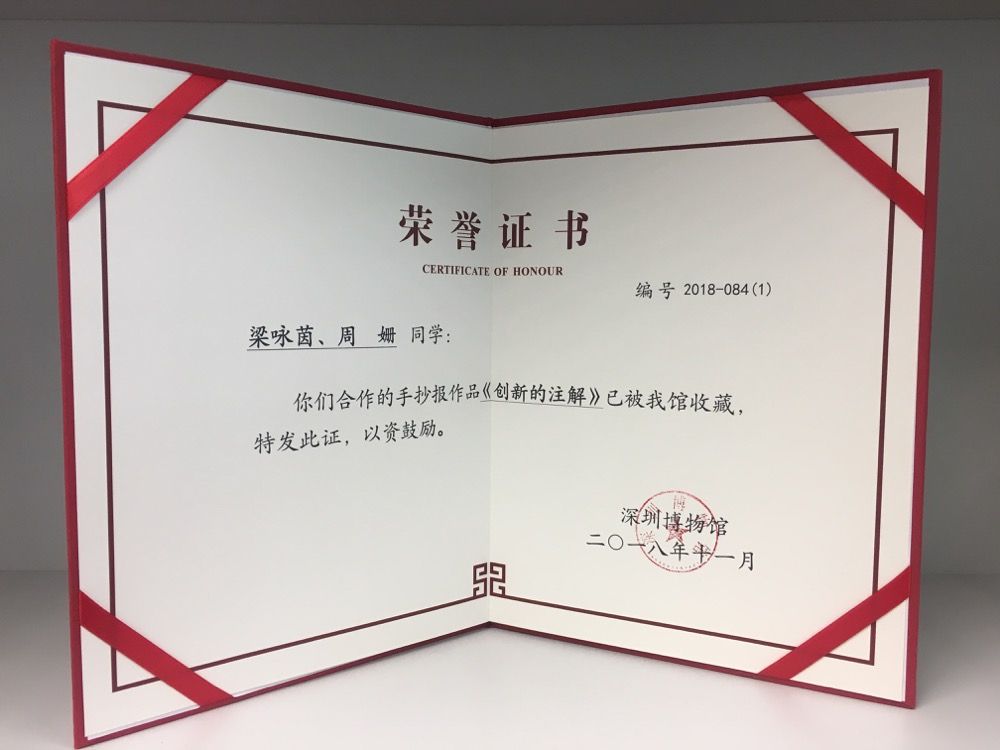 荣誉证书
CERTIFICATE OF HONOUR
编号 2018-084(1)
梁咏茵、周 姗 同学：
你们合作的手抄报作品《创新的注解》已被我馆收藏，
特发此证，以资鼓励。
深圳博物馆
二〇一八年十一月